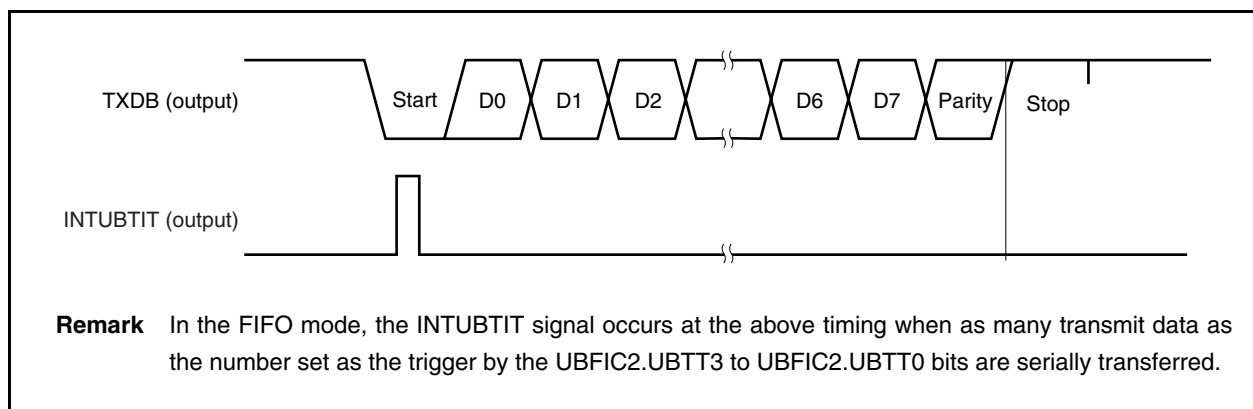 TXDB (output)
Start D0 D1 D2 D6 D7 Parity Stop
INTUBTIT (output)
Remark In the FIFO mode, the INTUBTIT signal occurs at the above timing when as many transmit data as
the number set as the trigger by the UBFIC2.UBTT3 to UBFIC2.UBTT0 bits are serially transferred.